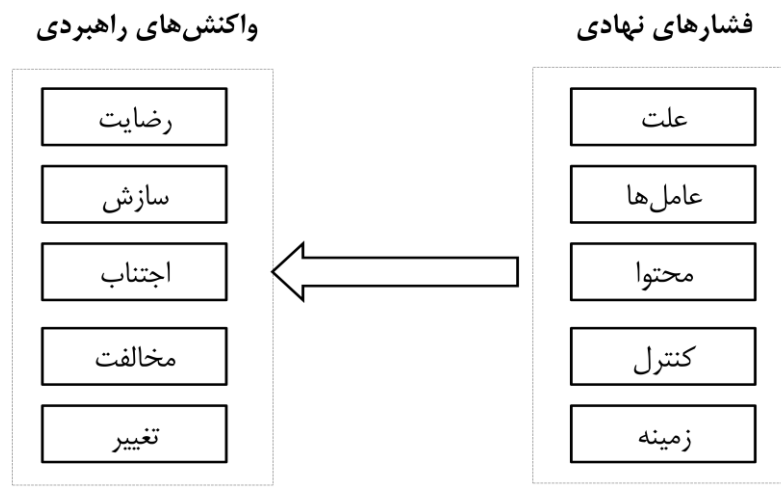 فشارهای نهادی
علت
عامل‌ها
محتوا
کنترل
زمینه
واکنش‌های راهبردی
رضایت
سازش
اجتناب
مخالفت
تغییر